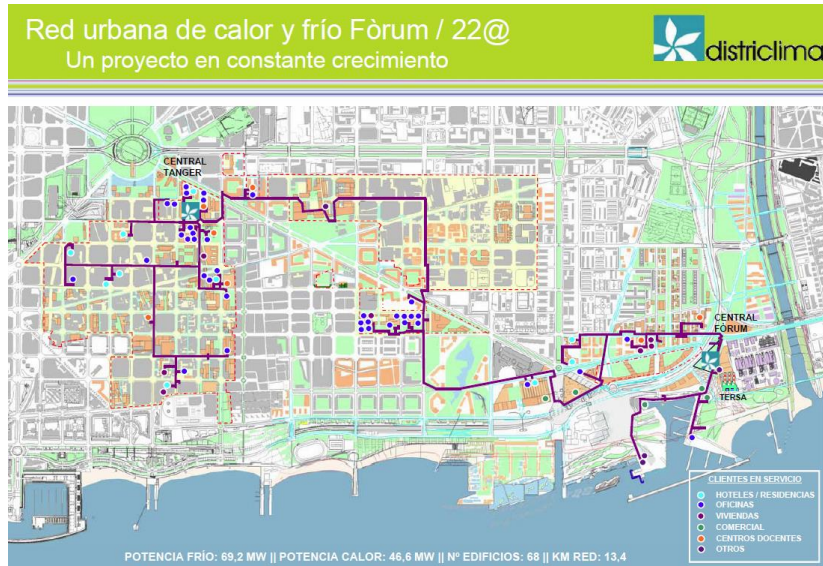 Red urbana de calor y frío Fòrum / 22@
Un proyecto en constante crecimiento
districlima
CENTRAL
TANGER
CENTRAL
FÒRUM
TERSA
CLIENTES EN SERVICIO
HOTELES / RESIDENCIAS
OFICINAS
VIVIENDAS
COMERCIAL
CENTROS DOCENTES
OTROS
POTENCIA FRÍO: 69,2 MW || POTENCIA CALOR: 46,6 MW || Nº EDIFICIOS: 68 || KM RED: 13,4